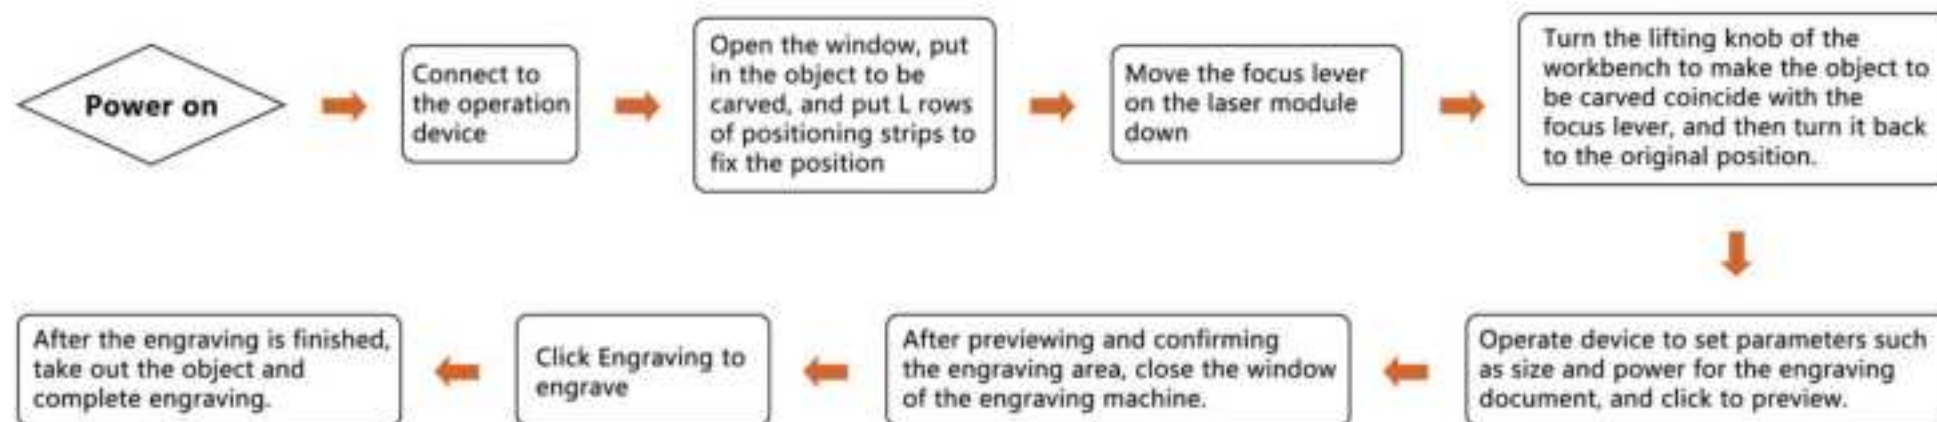 Power on
Connect to
the operation
device
Open the window, put
in the object to be
carved, and put L rows
of positioning strips to
fix the position
Move the focus lever
on the laser module
down
Turn the lifting knob of the
workbench to make the object to
be carved coincide with the
focus lever, and then turn it back
to the original position.
Operate device to set parameters such
as size and power for the engraving
document, and click to preview.
After previewing and confirming
the engraving area, close the window
of the engraving machine.
Click Engraving to
engrave
After the engraving is finished,
take out the object and
complete engraving.